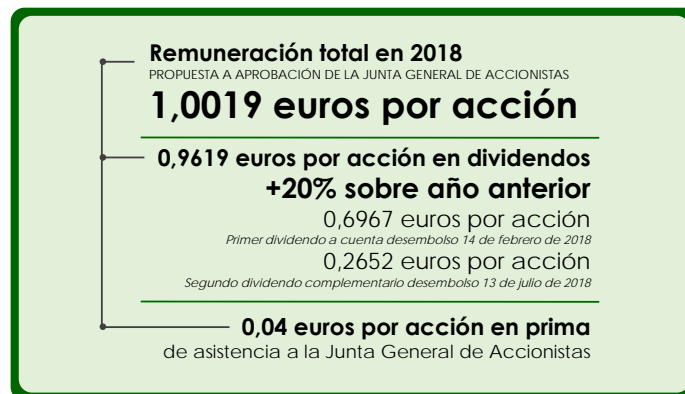 Remuneración total en 2018
PROPUESTA A APROBACIÓN DE LA JUNTA GENERAL DE ACCIONISTAS
1,0019 euros por acción
0,9619 euros por acción en dividendos
+20% sobre año anterior
0,6967 euros por acción
Primer dividendo a cuenta desembolso 14 de febrero de 2018
0,2652 euros por acción
Segundo dividendo complementario desembolso 13 de julio de 2018
0,04 euros por acción en prima
de asistencia a la Junta General de Accionistas